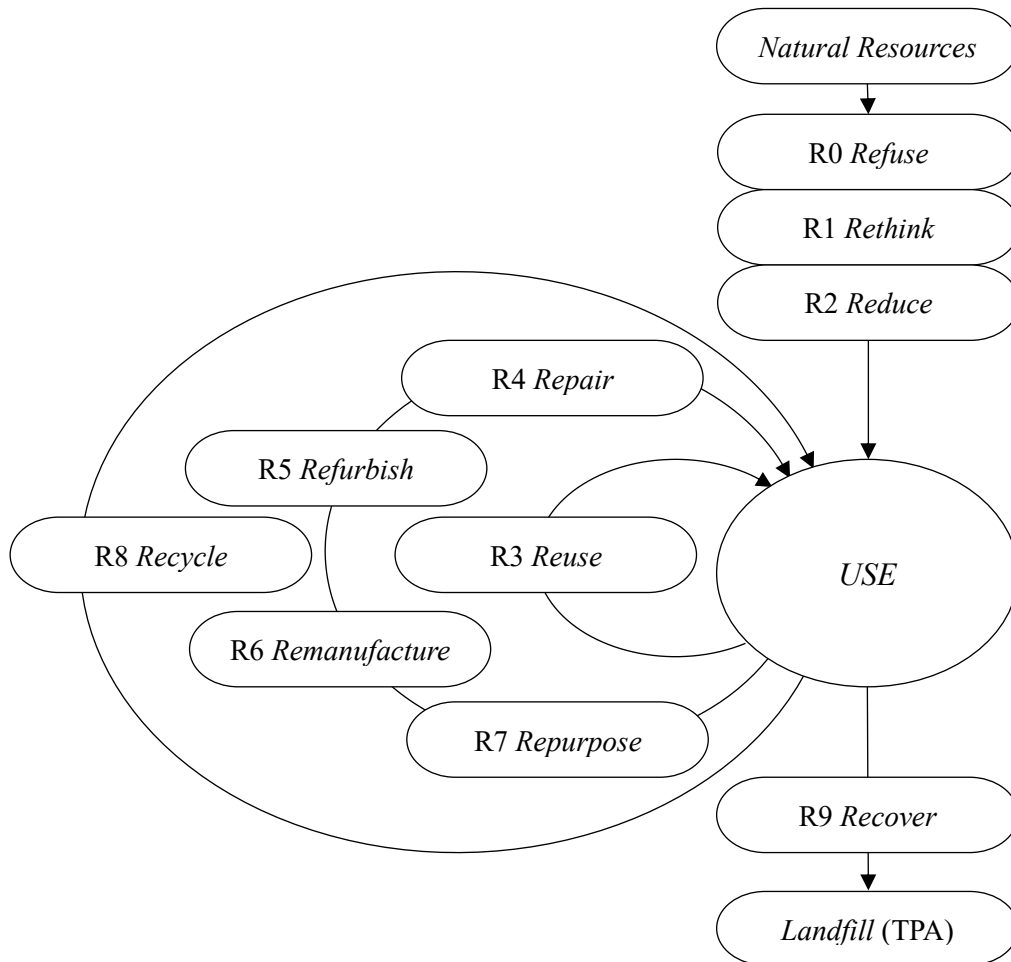 Natural Resources
R0 Refuse
R1 Rethink
R2 Reduce
R4 Repair
R5 Refurbish
R8 Recycle
R3 Reuse
USE
R6 Remanufacture
R7 Repurpose
R9 Recover
Landfill (TPA)